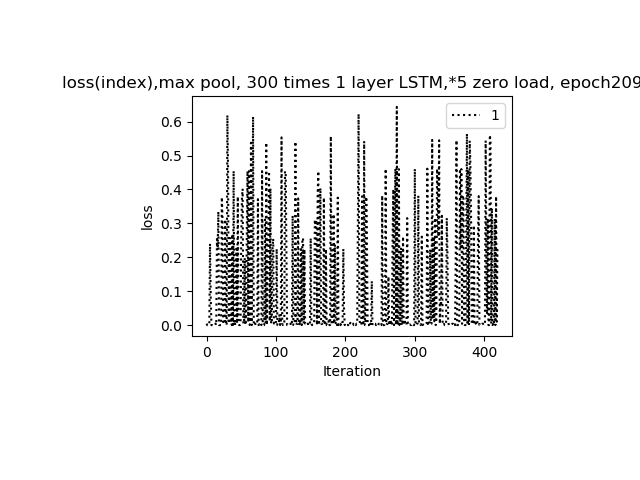 loss(index),max pool, 300 times 1 layer LSTM,*5 zero load, epoch209
1
0.6
0.5
0.4
0.3
0.2
0.1
0.0
loss
0 100 200 300 400
Iteration